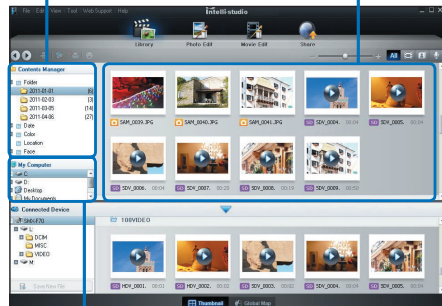 File Edit View Tool Web Support Help
Intelli-studio
Library Photo Edit Movie Edit Share
All
Contents Manager
Folder
2011-01-01 (6)
2011-02-03 (3)
2011-03-05 (14)
2011-04-06 (27)
Date
Color
Location
Face
SAM_0039.JPG SAM_0040.JPG SAM_0041.JPG SDV_0004. SDV_0005.
SDV_0006. SDV_0007. SDV_0008. SDV_0009.
My Computer
C:
D:
Desktop
My Documents
Connected Device
SMX-F70
L:
DCIM
MISC
VIDEO
M:
Save New File
100VIDEO
HDV_0001. HDV_0002. SDV_0003. SDV_0004. SDV_0005.
Thumbnail Global Map